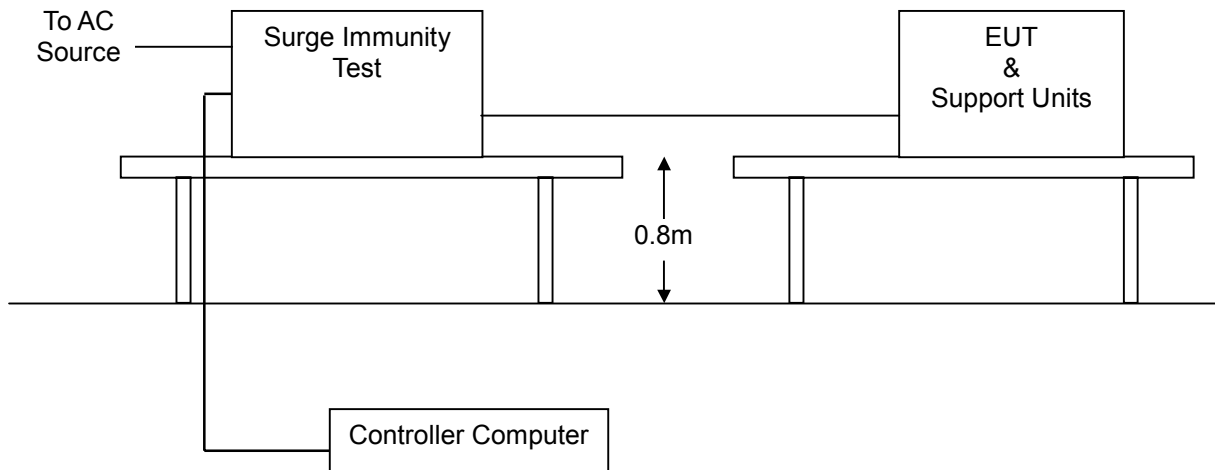 To AC
Source
Surge Immunity
Test
EUT
&
Support Units
0.8m
Controller Computer